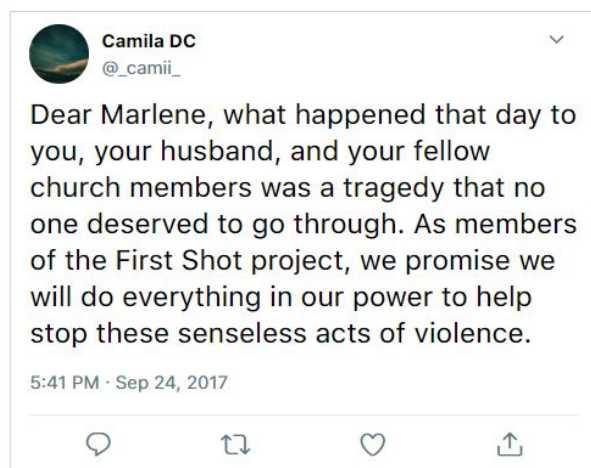 Camila DC
@_camii_
Dear Marlene, what happened that day to
you, your husband, and your fellow
church members was a tragedy that no
one deserved to go through. As members
of the First Shot project, we promise we
will do everything in our power to help
stop these senseless acts of violence.
5:41 PM · Sep 24, 2017